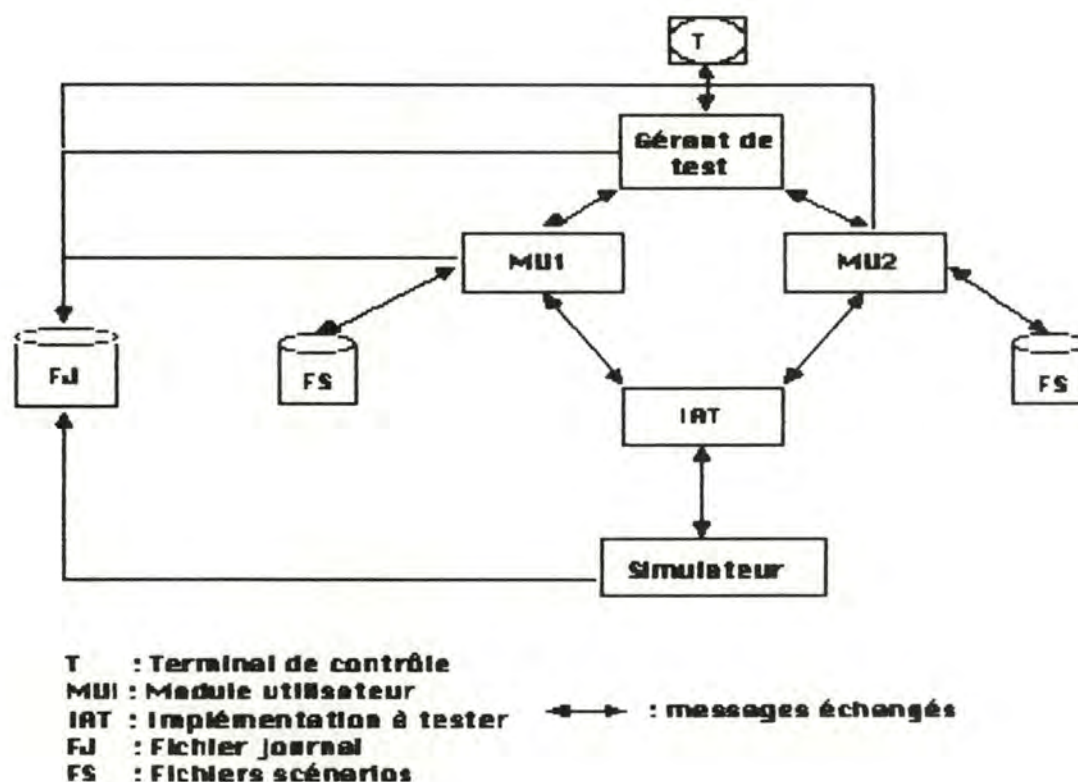 T
Gérant de
test
MU1
MU2
FJ
FS
FS
IAT
Simulateur
T : Terminal de contrôle
MUI : Module utilisateur
IAT : Implémentation à tester
: messages échangés
FJ : Fichier journal
FS : Fichiers scénarios